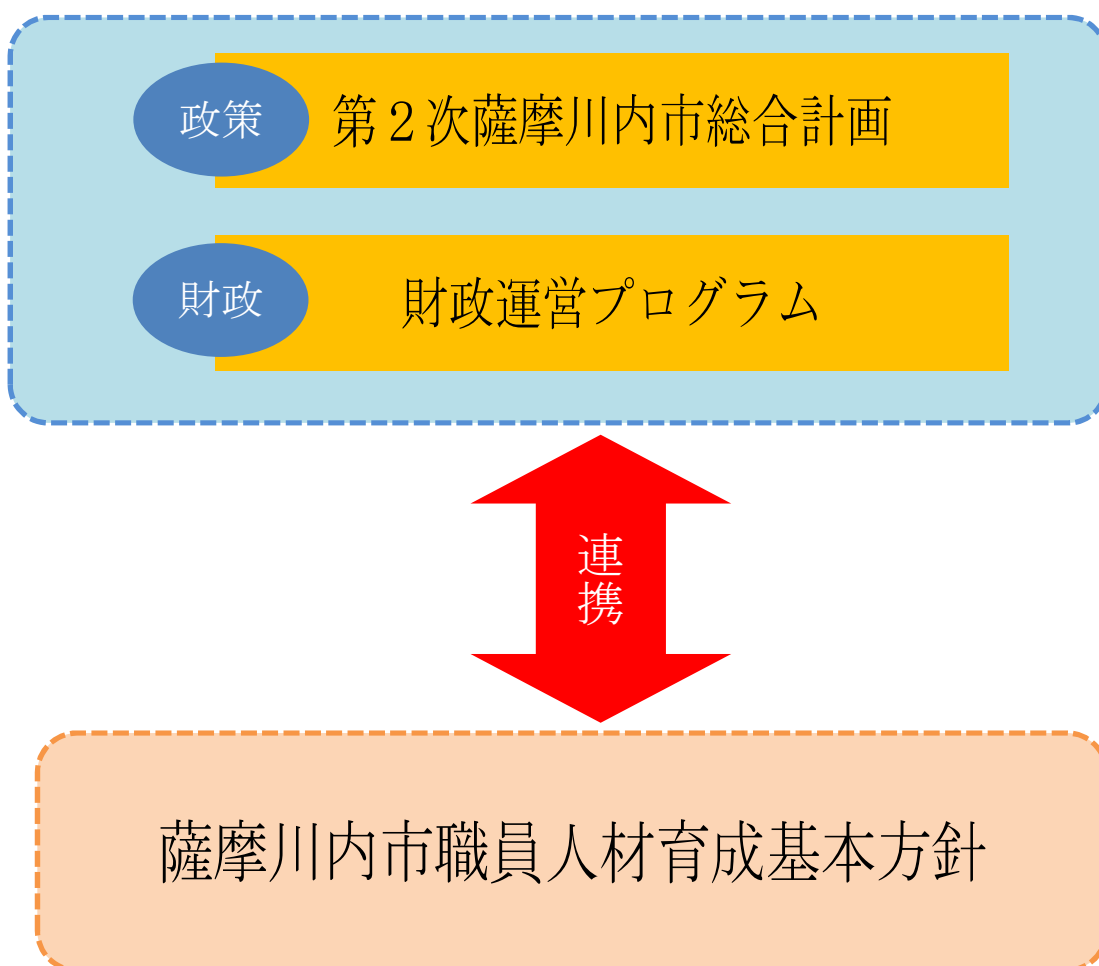 政策
第２次薩摩川内市総合計画
財政
財政運営プログラム
連携
薩摩川内市職員人材育成基本方針